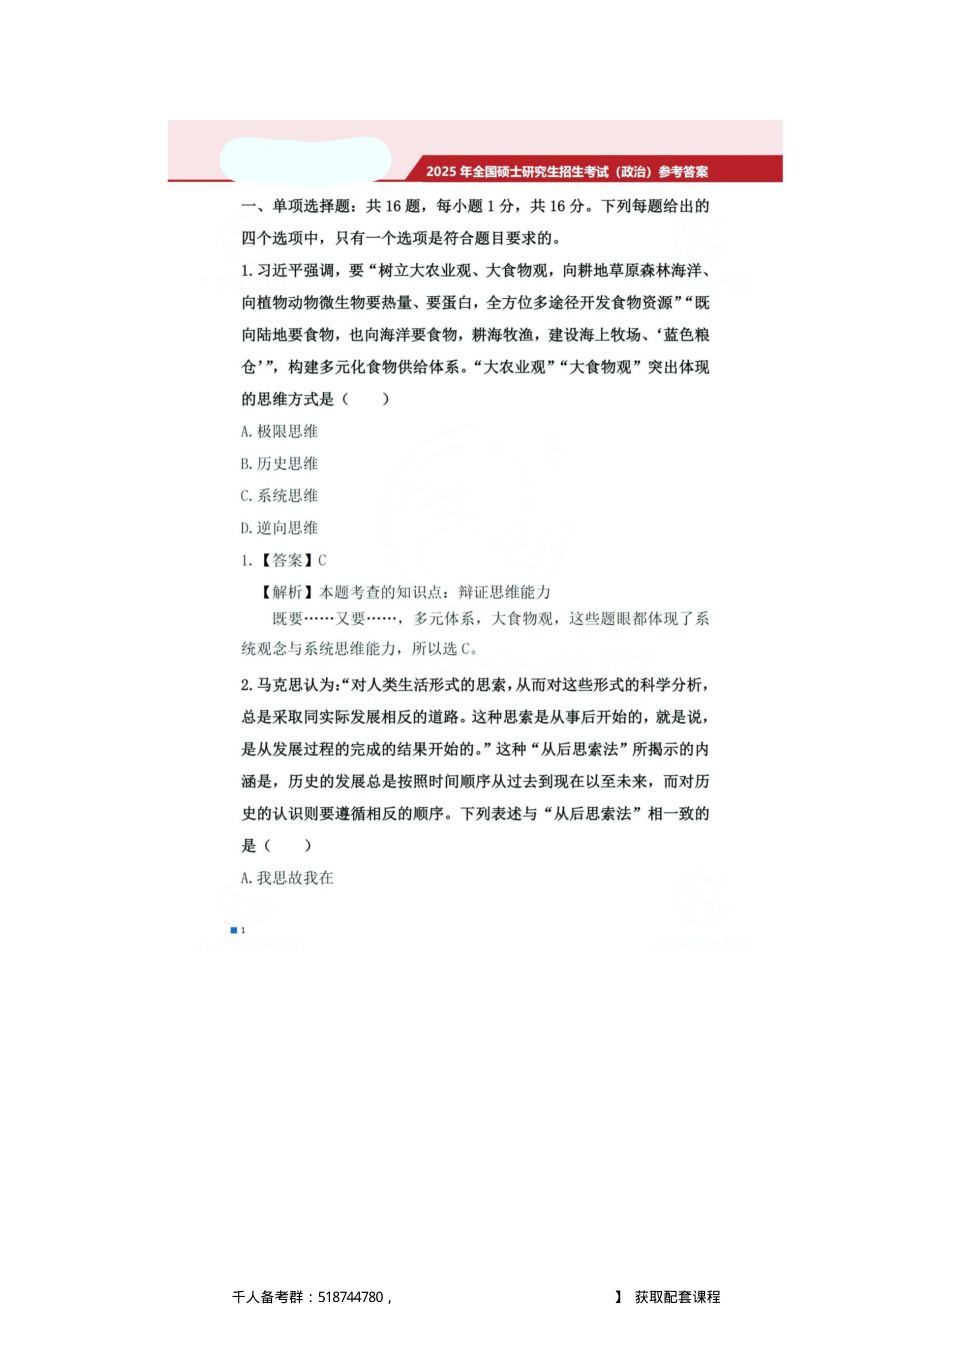 2025 年全国硕士研究生招生考试（政治）参考答案
一、单项选择题：共 16 题，每小题 1 分，共 16 分。下列每题给出的
四个选项中，只有一个选项是符合题目要求的。
1. 习近平强调，要“树立大农业观、大食物观，向耕地草原森林海洋、
向植物动物微生物要热量、要蛋白，全方位多途径开发食物资源”“既
向陆地要食物，也向海洋要食物，耕海牧渔，建设海上牧场、‘蓝色粮
仓’”，构建多元化食物供给体系。“大农业观”“大食物观”突出体现
的思维方式是（　　）
A. 极限思维
B. 历史思维
C. 系统思维
D. 逆向思维
1. 【答案】C
【解析】本题考查的知识点：辩证思维能力
既要……又要……，多元体系，大食物观，这些题眼都体现了系
统观念与系统思维能力，所以选 C。
2. 马克思认为：“对人类生活形式的思索，从而对这些形式的科学分析，
总是采取同实际发展相反的道路。这种思索是从事后开始的，就是说，
是从发展过程的完成的结果开始的。”这种“从后思索法”所揭示的内
涵是，历史的发展总是按照时间顺序从过去到现在以至未来，而对历
史的认识则要遵循相反的顺序。下列表述与“从后思索法”相一致的
是（　　）
A. 我思故我在
1
千人备考群：518744780，
】 获取配套课程